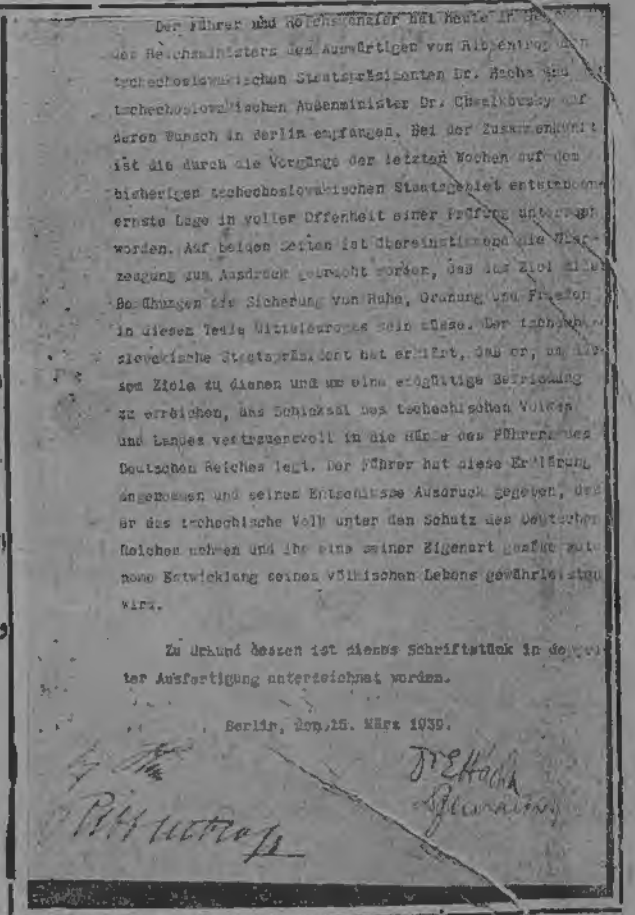 Der Führer und Reichskanzler hat heute in
des Reichsministers des Auswärtigen von Ribbentrop den
tschechoslowakischen Staatspräsidenten Dr. Hacha und
tschechoslowakischen Außenminister Dr. Chvalkovsky auf
deren Wunsch in Berlin empfangen. Bei der Zusammenkunft
ist die durch die Vorgänge der letzten Wochen auf dem
bisherigen tschechoslowakischen Staatsgebiet entstandene
ernste Lage in voller Offenheit einer Prüfung
worden. Auf beiden Seiten ist übereinstimmend die Über-
zeugung zum Ausdruck gebracht worden, das das Ziel aller
Bemühungen die Sicherung von Ruhe, Ordnung und Frieden
in diesem Teile Mitteleuropas sein müsse. Der tschecho-
slovakische Staatspräsident hat erklärt, daß er, um die-
sem Ziele zu dienen und um eine endgültige Befriedung
zu erreichen, das Schicksal des tschechischen Volkes
und Landes vertrauensvoll in die Hände des Führers des
Deutschen Reiches legt. Der Führer hat diese Erklärung
angenommen und seinem Entschlusse Ausdruck gegeben,
er das tschechische Volk unter den Schutz des Deutschen
Reiches nehmen und ihm eine seiner Eigenart gemäße auto-
nome Entwicklung seines völkischen Lebens gewährleisten
wird.
Zu Urkund dessen ist dieses Schriftstück in
ter Ausfertigung unterzeichnet worden.
Berlin, den 15. März 1939.
Dr E Hacha